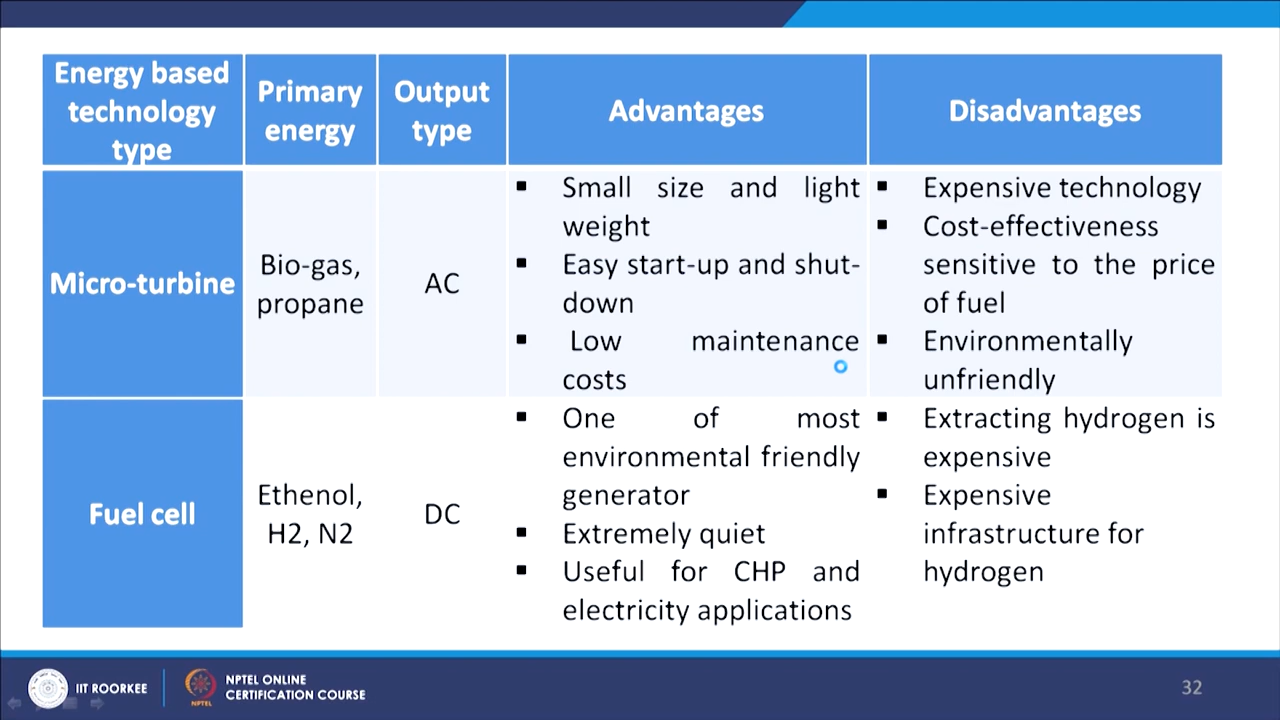 Energy based
technology
type
Primary
energy
Output
type
Advantages
Disadvantages
Micro-turbine
Bio-gas,
propane
AC
▪ Small size and light
weight
▪ Easy start-up and shut-
down
▪ Low maintenance
costs
▪ Expensive technology
▪ Cost-effectiveness
sensitive to the price
of fuel
▪ Environmentally
unfriendly
Fuel cell
Ethenol,
H2, N2
DC
▪ One of most
environmental friendly
generator
▪ Extremely quiet
▪ Useful for CHP and
electricity applications
▪ Extracting hydrogen is
expensive
▪ Expensive
infrastructure for
hydrogen
IIT ROORKEE
NPTEL
NPTEL ONLINE
CERTIFICATION COURSE
32